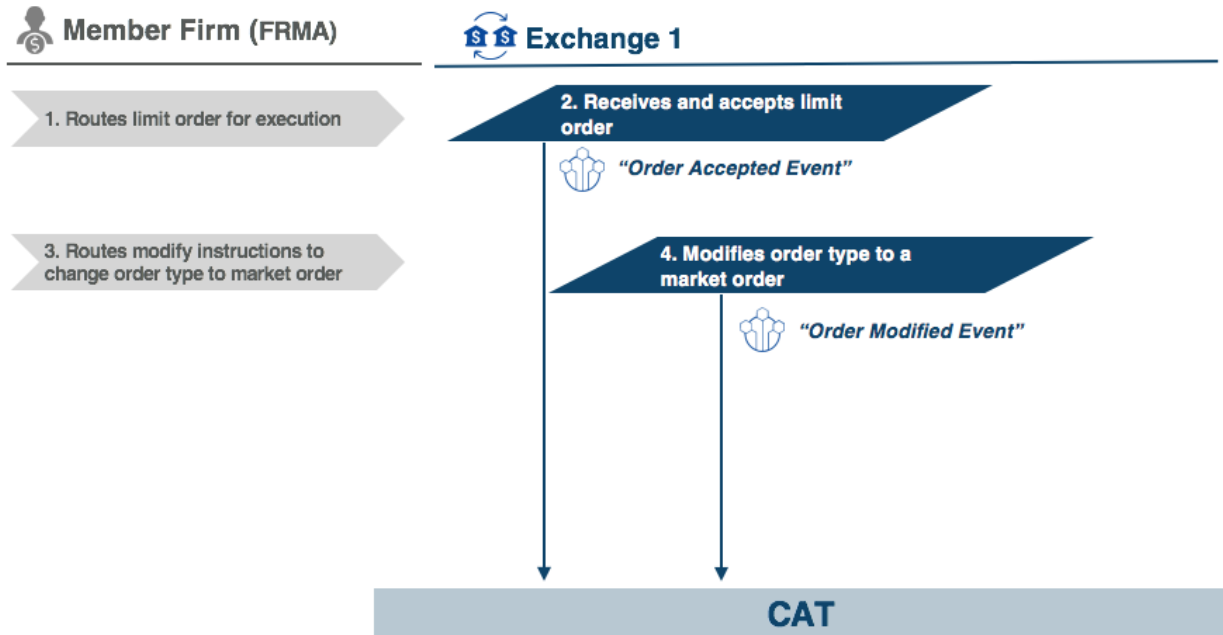 Member Firm (FRMA)
Exchange 1
1. Routes limit order for execution
2. Receives and accepts limit
order
“Order Accepted Event”
3. Routes modify instructions to
change order type to market order
4. Modifies order type to a
market order
“Order Modified Event”
CAT